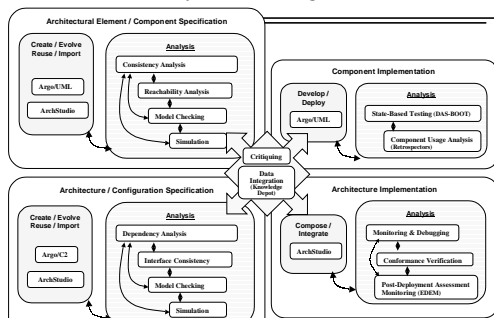 Architectural Element / Component Specification
Create / Evolve
Reuse / Import
Argo/UML
ArchStudio
Analysis
Consistency Analysis
Reachability Analysis
Model Checking
Simulation
Component Implementation
Develop /
Deploy
Argo/UML
Analysis
State-Based Testing (DAS-BOOT)
Component Usage Analysis
(Retrospectors)
Critiquing
Data
Integration
(Knowledge
Depot)
Architecture / Configuration Specification
Create / Evolve
Reuse / Import
Argo/C2
ArchStudio
Analysis
Dependency Analysis
Interface Consistency
Model Checking
Simulation
Architecture Implementation
Compose /
Integrate
ArchStudio
Analysis
Monitoring & Debugging
Conformance Verification
Post-Deployment Assessment
Monitoring (EDEM)